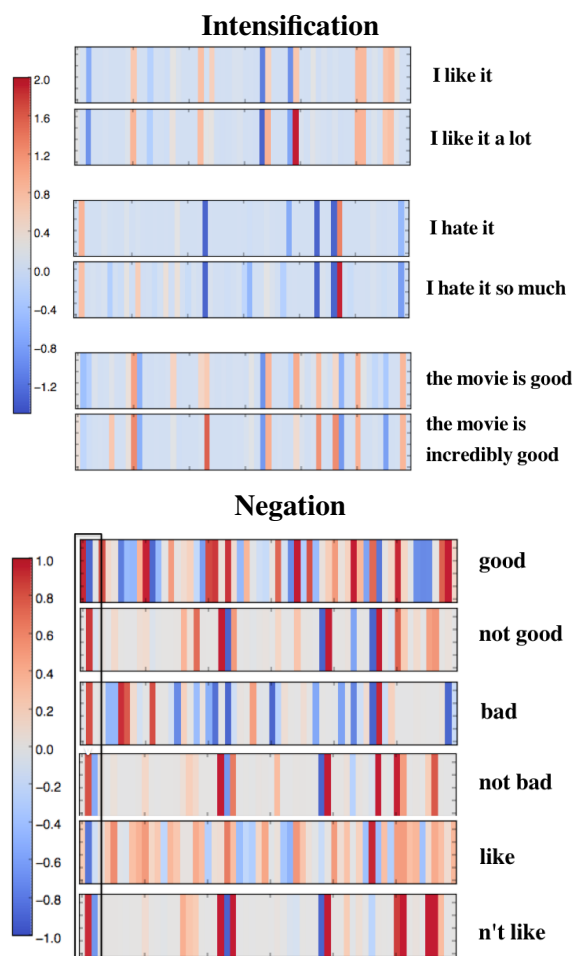 Intensification
I like it
I like it a lot
I hate it
I hate it so much
the movie is good
the movie is
incredibly good
2.0
1.6
1.2
0.8
0.4
0.0
−0.4
−0.8
−1.2
Negation
good
not good
bad
not bad
like
n't like
1.0
0.8
0.6
0.4
0.2
0.0
−0.2
−0.4
−0.6
−0.8
−1.0